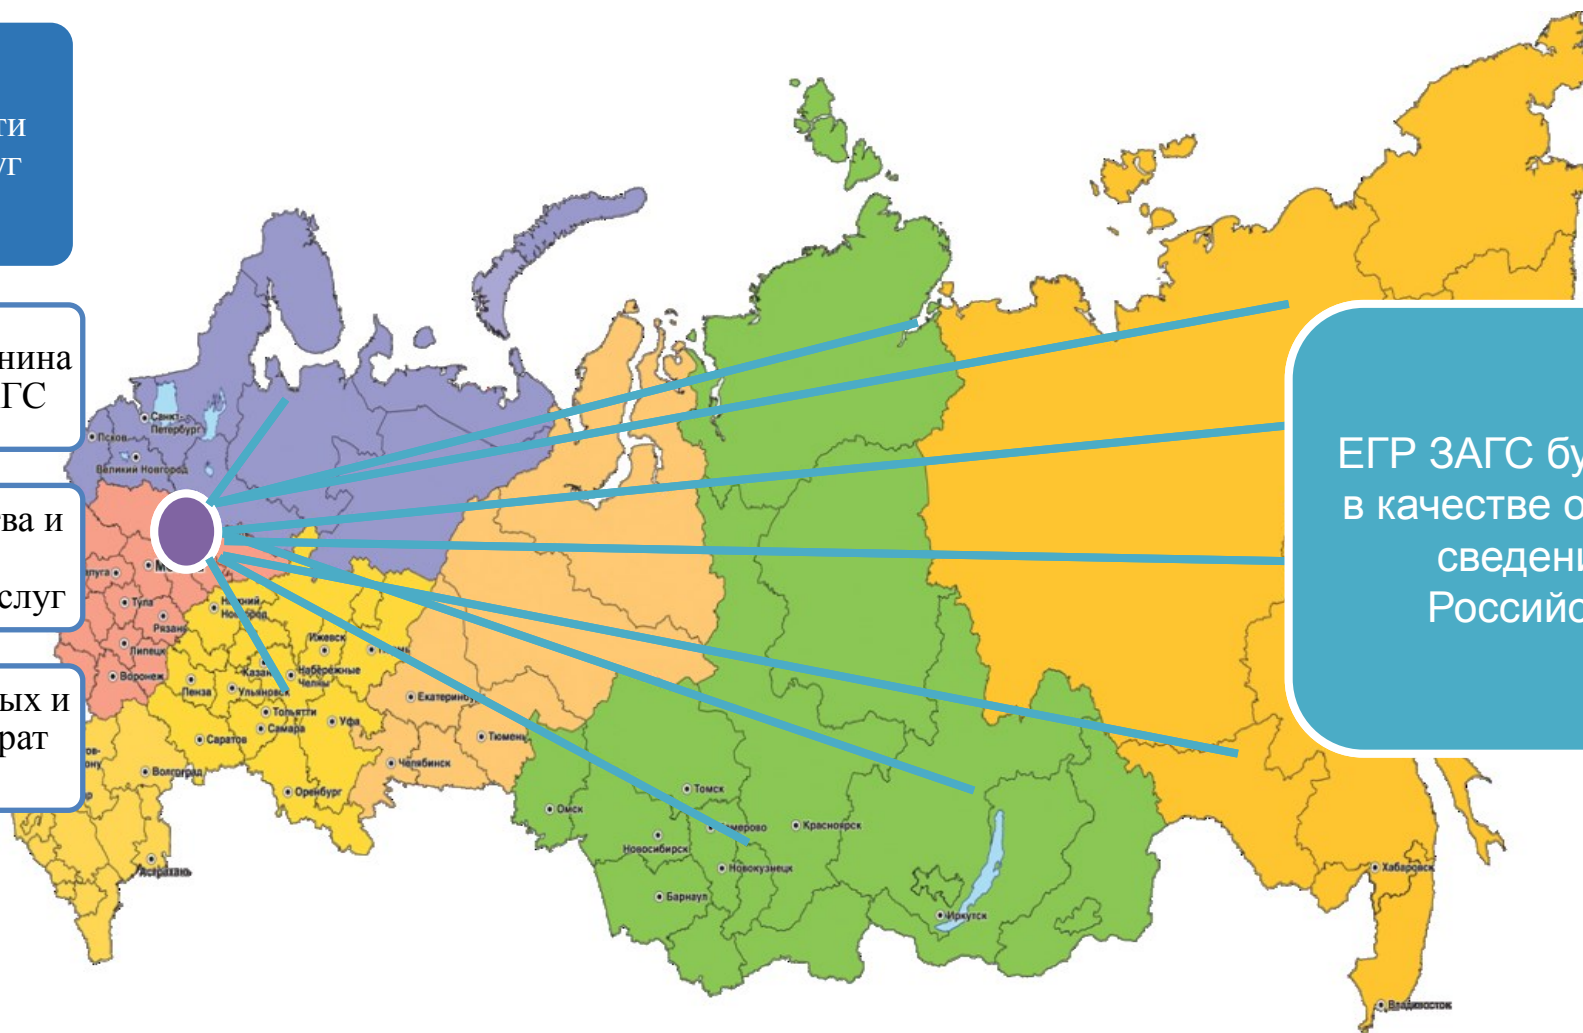 ти
уг
нина
ГС
ва и
слуг
ых и
рат
ЕГР ЗАГС бу
в качестве о
сведени
Российс
Санкт-
Петербург
Псков
Великий Новгород
Тула
Рязань
Липецк
Воронеж
Нижний
Новгород
Ижевск
Казань
Набережные
Челны
Пенза
Ульяновск
Тольятти
Самара
Уфа
Саратов
Оренбург
Волгоград
Астрахань
Екатеринбург
Тюмень
Челябинск
Омск
Томск
Кемерово
Красноярск
Новосибирск
Новокузнецк
Барнаул
Иркутск
Хабаровск
Владивосток